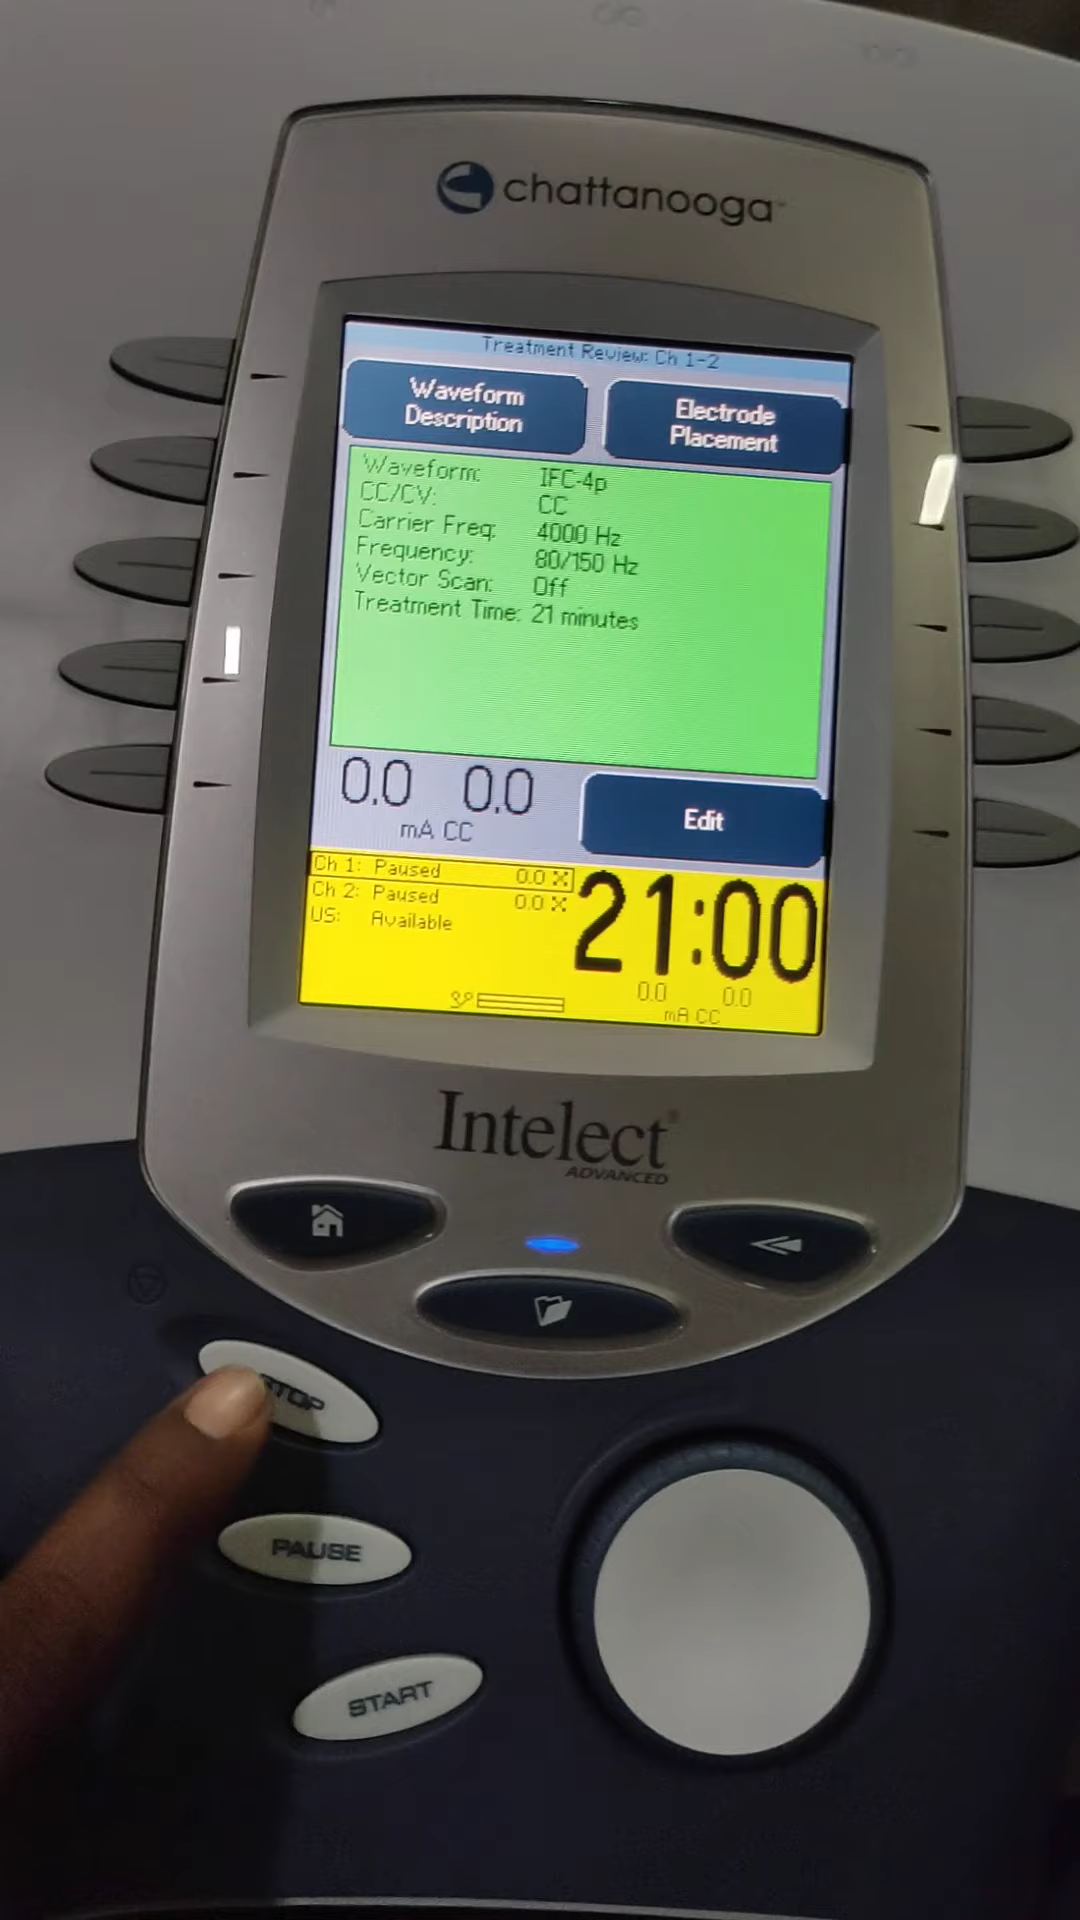 chattanooga
Treatment Review: Ch 1-2
Waveform Description
Electrode Placement
Waveform: IFC-4p
CC/CV: CC
Carrier Freq: 4000 Hz
Frequency: 80/150 Hz
Vector Scan: Off
Treatment Time: 21 minutes
0.0 0.0
mA CC
Edit
Ch 1: Paused 0.0
Ch 2: Paused 0.0
US: Available
21:00
0.0 0.0
mA CC
Intelect
ADVANCED
STOP
PAUSE
START